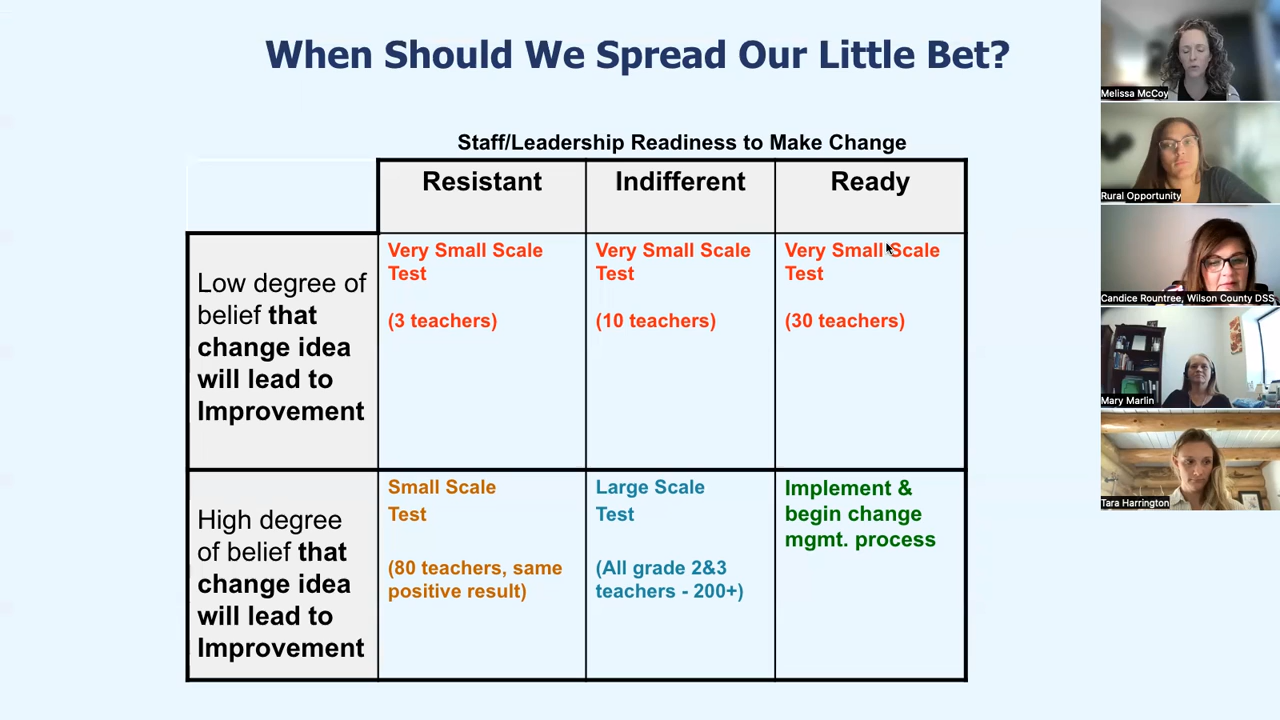 When Should We Spread Our Little Bet?
Staff/Leadership Readiness to Make Change
Resistant
Indifferent
Ready
Low degree of
belief that
change idea
will lead to
Improvement
Very Small Scale
Test
(3 teachers)
Very Small Scale
Test
(10 teachers)
Very Small Scale
Test
(30 teachers)
High degree
of belief that
change idea
will lead to
Improvement
Small Scale
Test
(80 teachers, same
positive result)
Large Scale
Test
(All grade 2&3
teachers - 200+)
Implement &
begin change
mgmt. process
Melissa McCoy
Rural Opportunity
Candice Rountree, Wilson County DSS
Mary Marlin
Tara Harrington